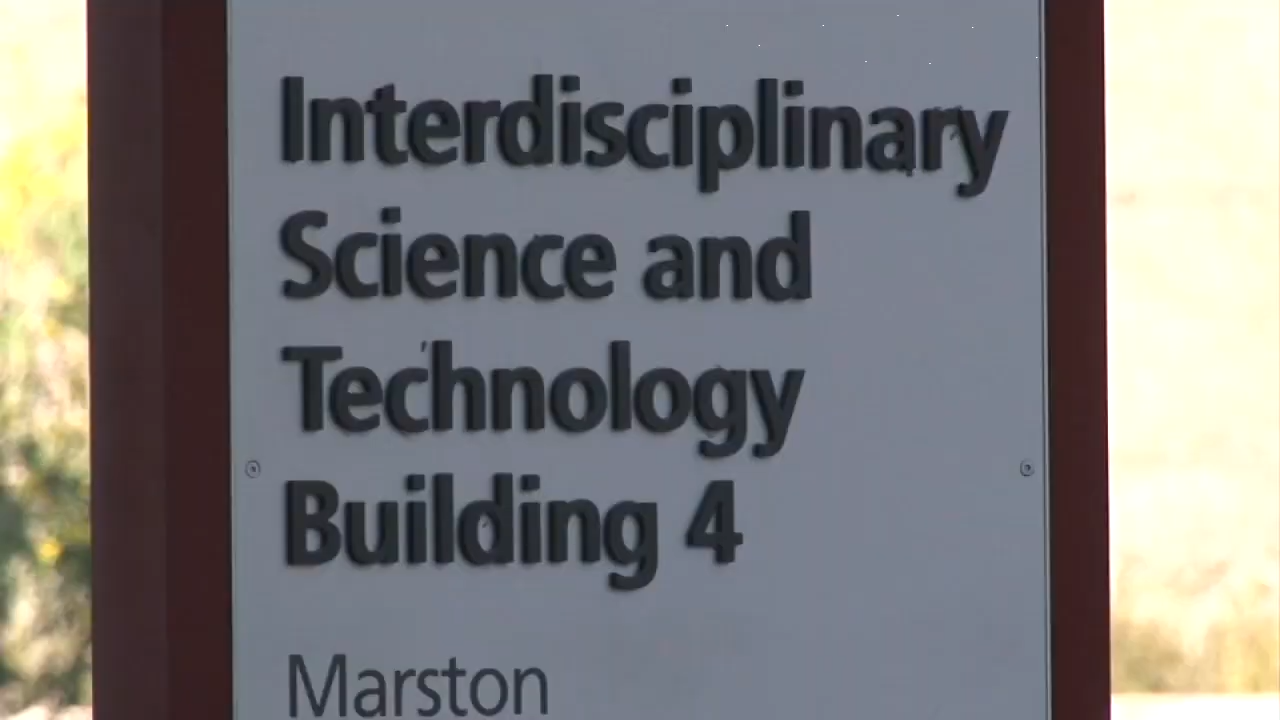 Interdisciplinary
Science and
Technology
Building 4
Marston